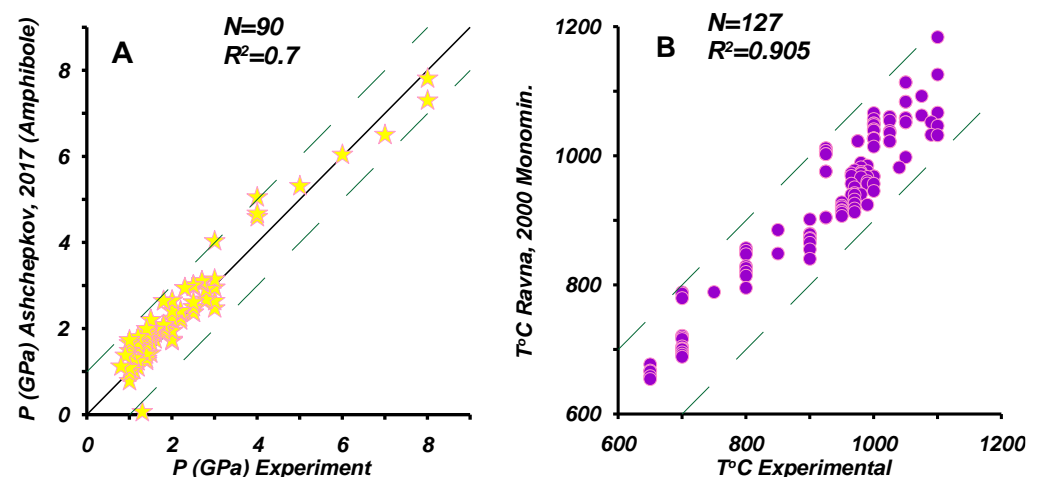 A
N=90
R²=0.7
P (GPa) Ashchepkov, 2017 (Amphibole)
8
6
4
2
0
0 2 4 6 8
P (GPa) Experiment
B
N=127
R²=0.905
T°C Ravna, 2000 Monomin.
1200
1000
800
600
600 800 1000 1200
T°C Experimental